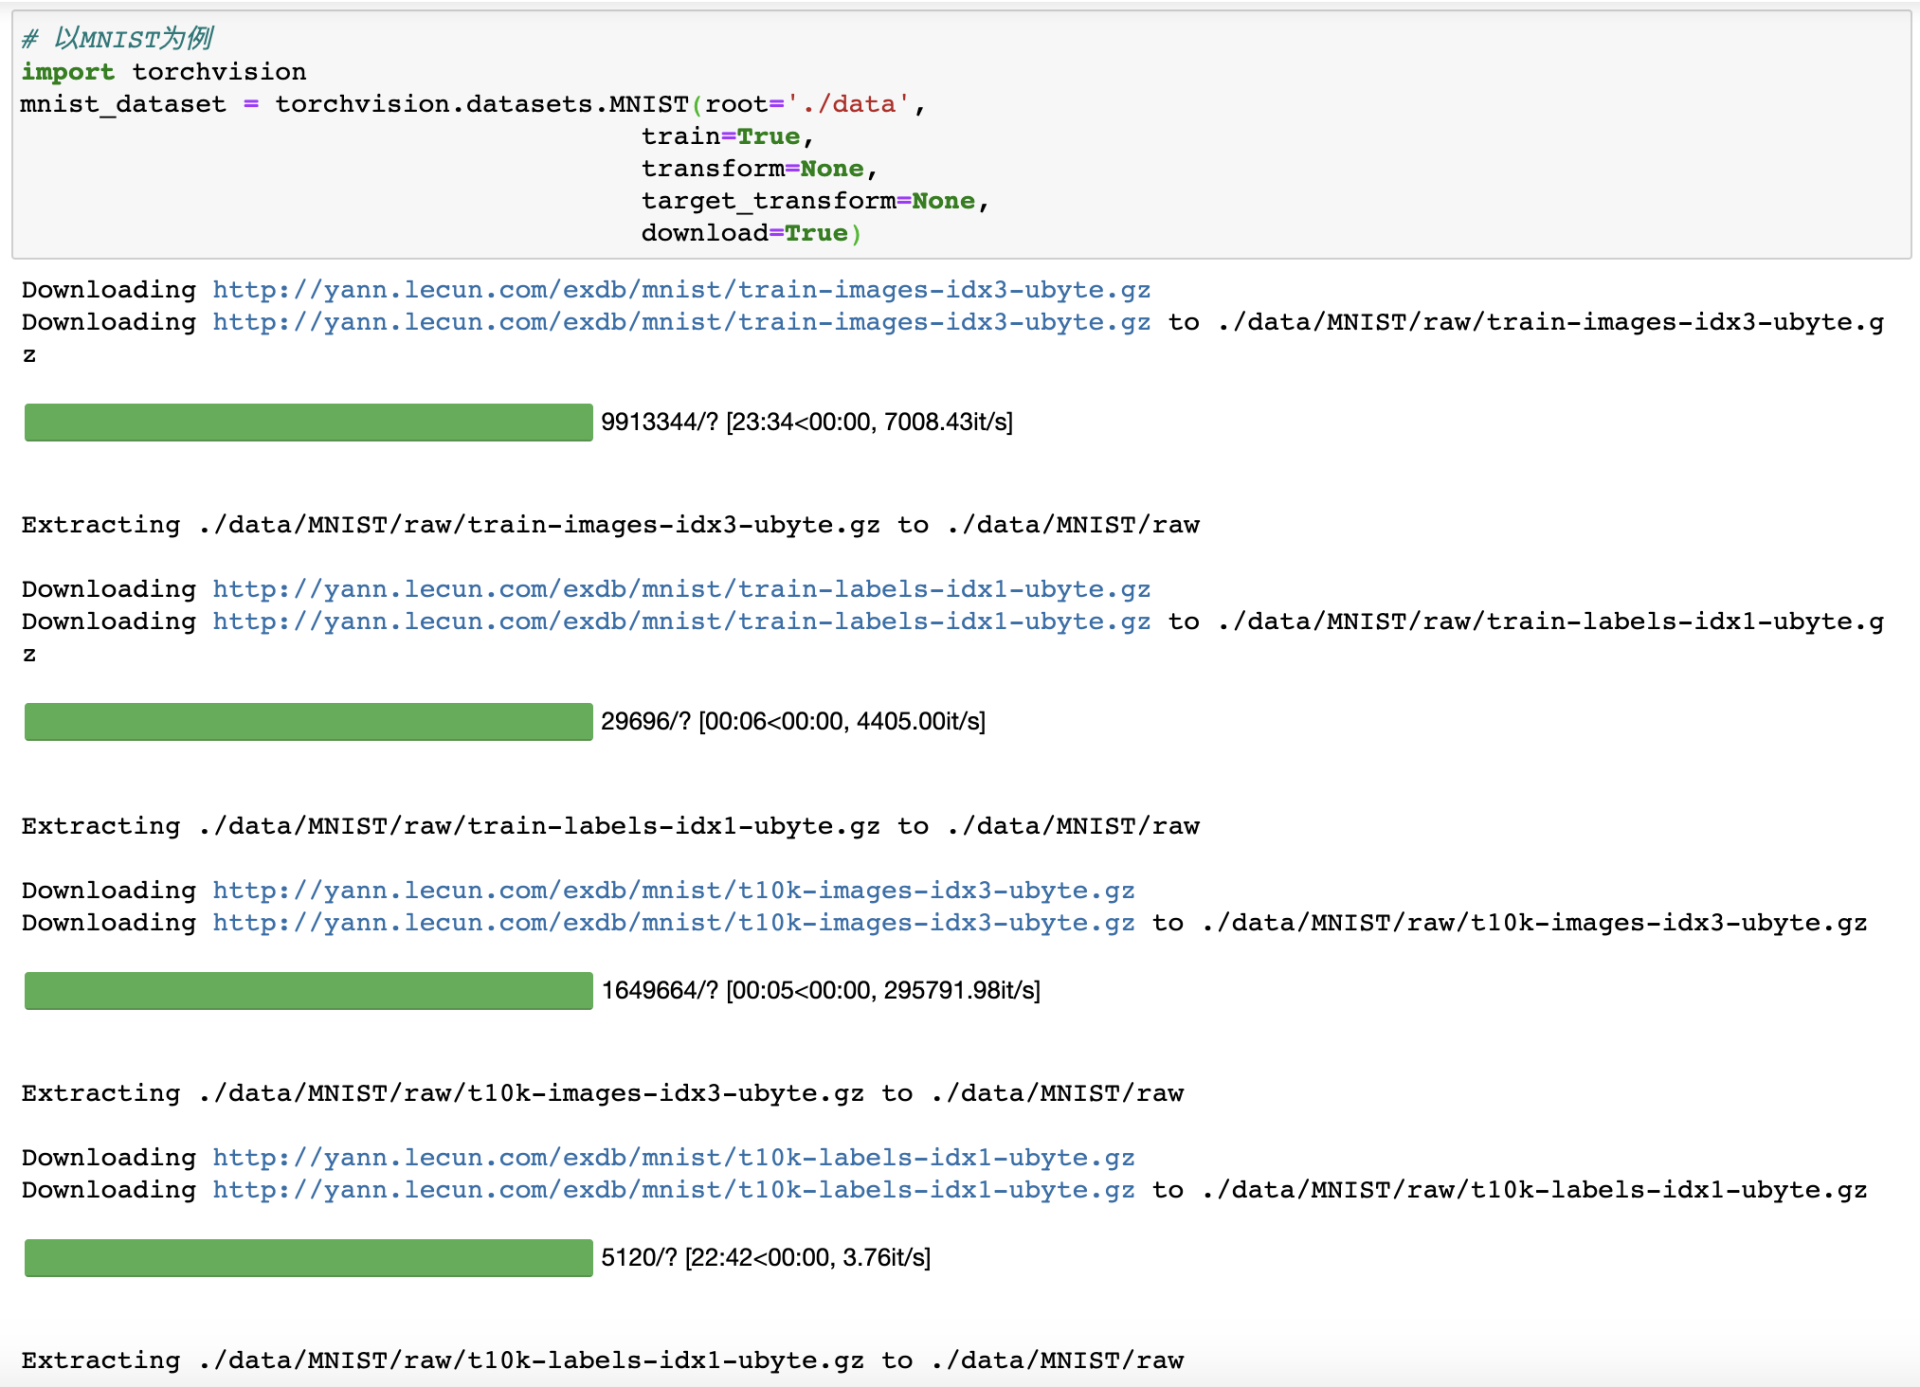 # 以MNIST为例
import torchvision
mnist_dataset = torchvision.datasets.MNIST(root='./data',
train=True,
transform=None,
target_transform=None,
download=True)
Downloading http://yann.lecun.com/exdb/mnist/train-images-idx3-ubyte.gz
Downloading http://yann.lecun.com/exdb/mnist/train-images-idx3-ubyte.gz to ./data/MNIST/raw/train-images-idx3-ubyte.g
z
9913344/? [23:34<00:00, 7008.43it/s]
Extracting ./data/MNIST/raw/train-images-idx3-ubyte.gz to ./data/MNIST/raw
Downloading http://yann.lecun.com/exdb/mnist/train-labels-idx1-ubyte.gz
Downloading http://yann.lecun.com/exdb/mnist/train-labels-idx1-ubyte.gz to ./data/MNIST/raw/train-labels-idx1-ubyte.g
z
29696/? [00:06<00:00, 4405.00it/s]
Extracting ./data/MNIST/raw/train-labels-idx1-ubyte.gz to ./data/MNIST/raw
Downloading http://yann.lecun.com/exdb/mnist/t10k-images-idx3-ubyte.gz
Downloading http://yann.lecun.com/exdb/mnist/t10k-images-idx3-ubyte.gz to ./data/MNIST/raw/t10k-images-idx3-ubyte.gz
1649664/? [00:05<00:00, 295791.98it/s]
Extracting ./data/MNIST/raw/t10k-images-idx3-ubyte.gz to ./data/MNIST/raw
Downloading http://yann.lecun.com/exdb/mnist/t10k-labels-idx1-ubyte.gz
Downloading http://yann.lecun.com/exdb/mnist/t10k-labels-idx1-ubyte.gz to ./data/MNIST/raw/t10k-labels-idx1-ubyte.gz
5120/? [22:42<00:00, 3.76it/s]
Extracting ./data/MNIST/raw/t10k-labels-idx1-ubyte.gz to ./data/MNIST/raw